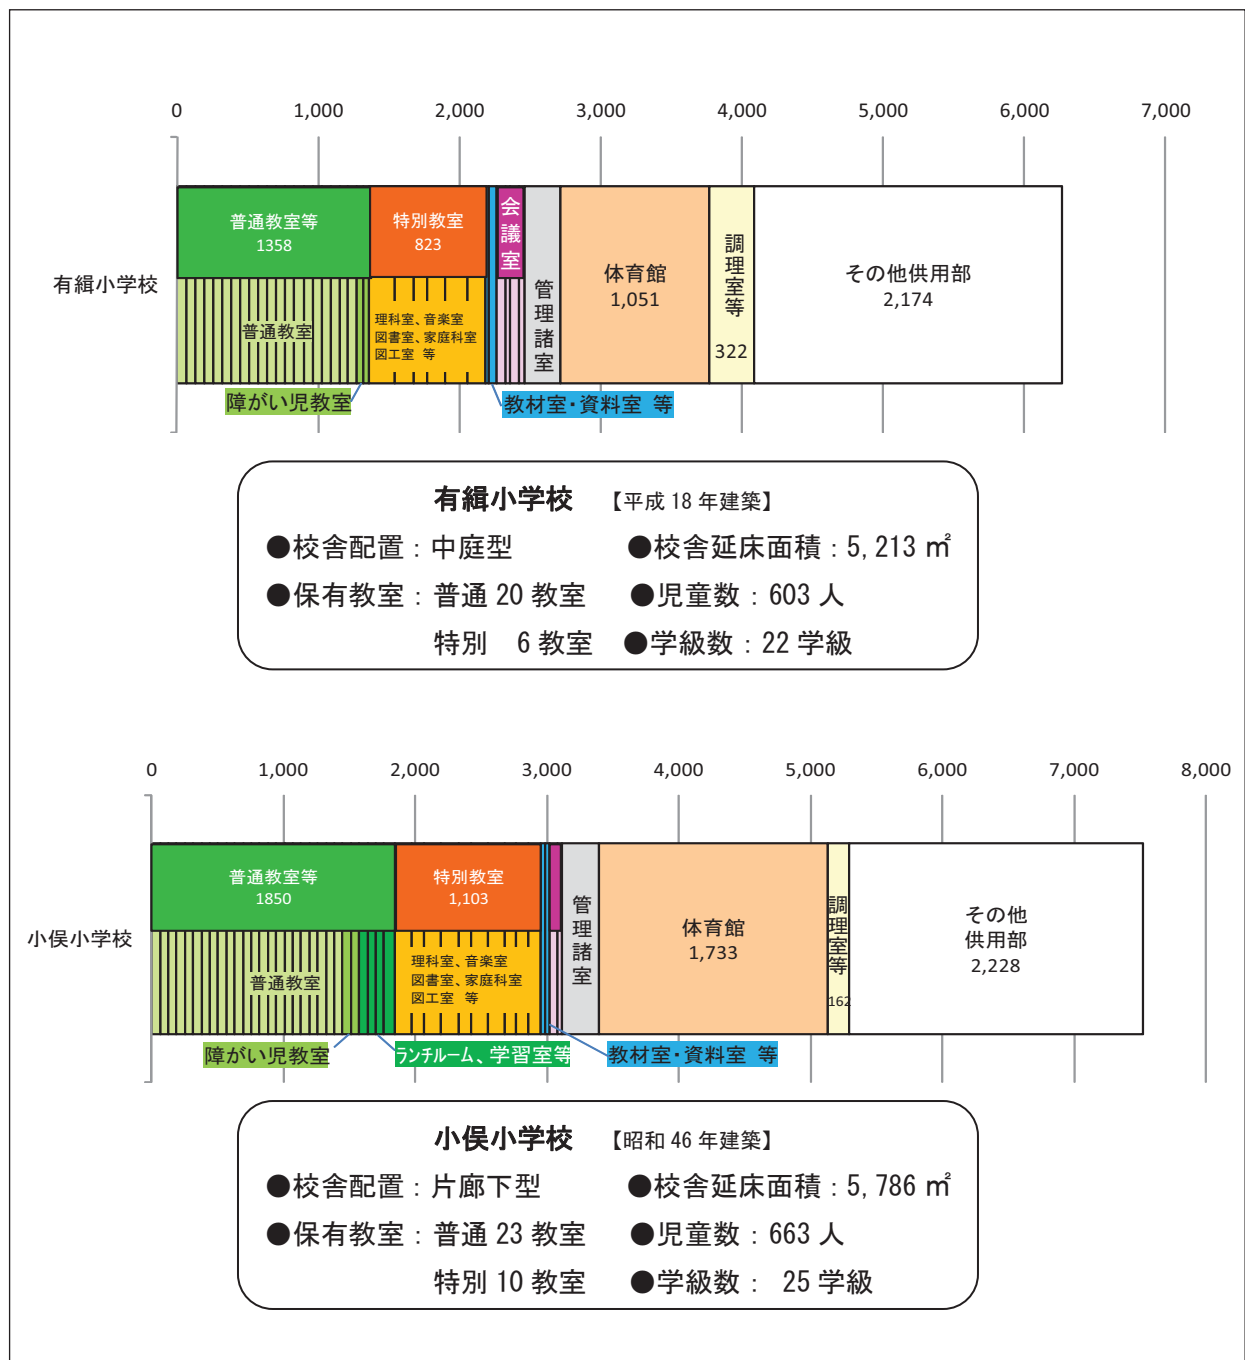 0 1,000 2,000 3,000 4,000 5,000 6,000 7,000
有緝小学校
普通教室等
1358
特別教室
823
会議室
管理諸室
体育館
1,051
調理室等
322
その他供用部
2,174
普通教室
理科室、音楽室
図書室、家庭科室
図工室 等
障がい児教室
教材室・資料室 等
有緝小学校 【平成 18 年建築】
●校舎配置：中庭型 ●校舎延床面積：5,213 ㎡
●保有教室：普通 20 教室 ●児童数：603 人
特別 6 教室 ●学級数：22 学級
0 1,000 2,000 3,000 4,000 5,000 6,000 7,000 8,000
小俣小学校
普通教室等
1850
特別教室
1,103
管理諸室
体育館
1,733
調理室等
162
その他
供用部
2,228
普通教室
理科室、音楽室
図書室、家庭科室
図工室 等
障がい児教室
ランチルーム、学習室等
教材室・資料室 等
小俣小学校 【昭和 46 年建築】
●校舎配置：片廊下型 ●校舎延床面積：5,786 ㎡
●保有教室：普通 23 教室 ●児童数：663 人
特別 10 教室 ●学級数： 25 学級